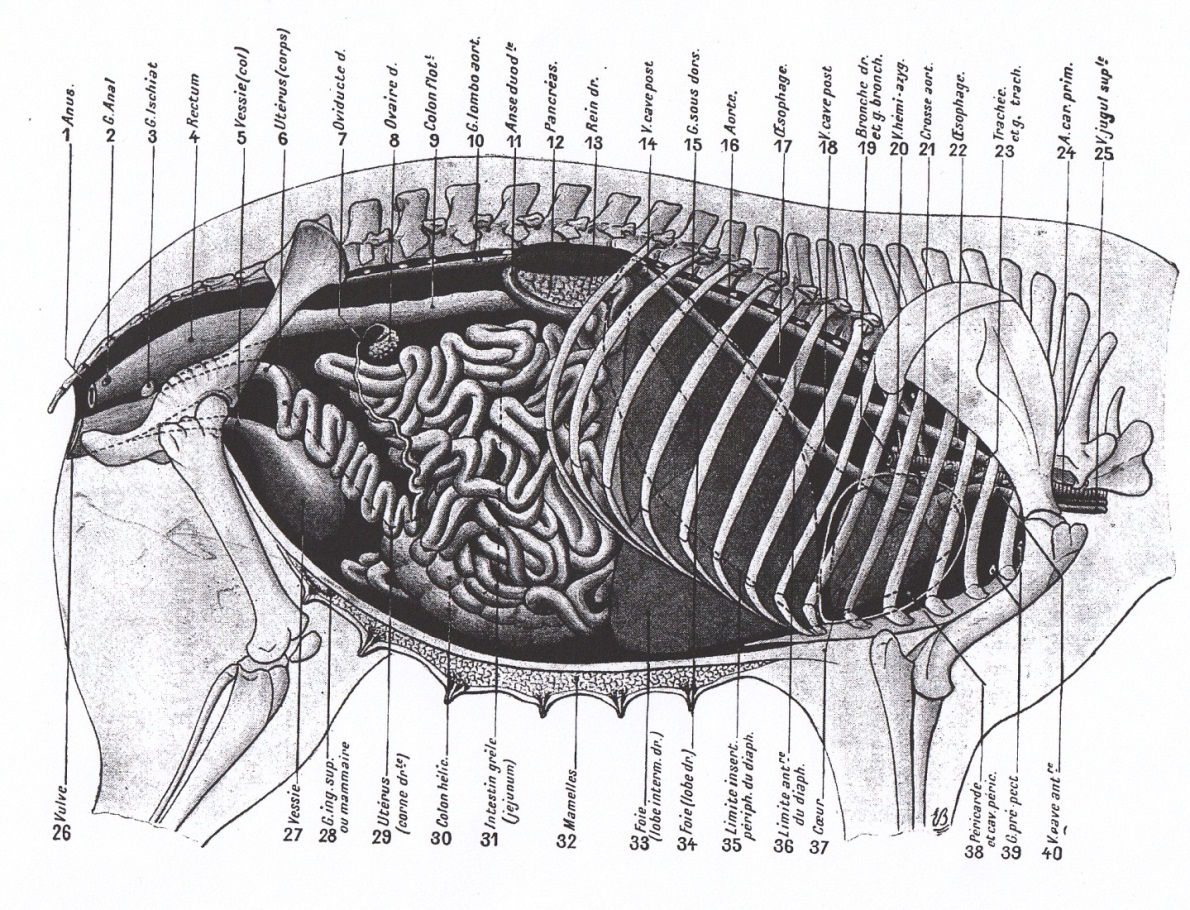 1 Anus.
2 G. Anal
3 G. Ischiat
4 Rectum
5 Vessie (col)
6 Utérus (corps)
7 Oviducte d.
8 Ovaire d.
9 Colon flott
10 G. lombo aort.
11 Anse duod le
12 Pancréas.
13 Rein dr.
14 V. cave post
15 G. sous dors.
16 Aorte.
17 Œsophage.
18 V. cave post
19 Bronche dr.
et g. bronch.
20 V. hémi-azyg.
21 Crosse aort.
22 Œsophage.
23 Trachée.
et g. trach.
24 A. car. prim.
25 V. jugul sup le
26 Vulve
27 Vessie
28 G. ing. sup.
ou mammaire
29 Utérus
(corne dr te)
30 Colon hélic.
31 Intestin grêle
(jejunum)
32 Mamelles
33 Foie
(lobe interm. dr.)
34 Foie (lobe dr)
35 Limite insert.
périph. du diaph.
36 Limite ant re
du diaph.
37 Cœur
38 Péricarde
et cav. péric.
39 G. pré pect
40 V. cave ant re